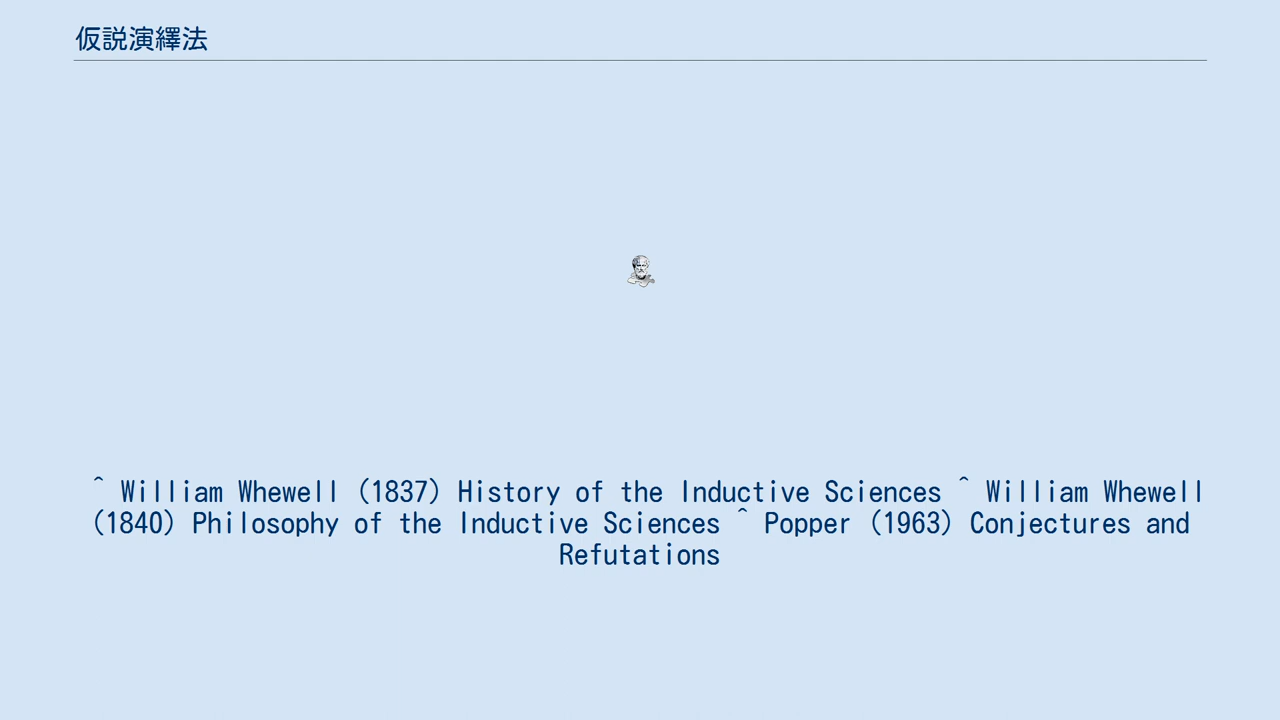 仮説演繹法
^ William Whewell (1837) History of the Inductive Sciences ^ William Whewell
(1840) Philosophy of the Inductive Sciences ^ Popper (1963) Conjectures and
Refutations